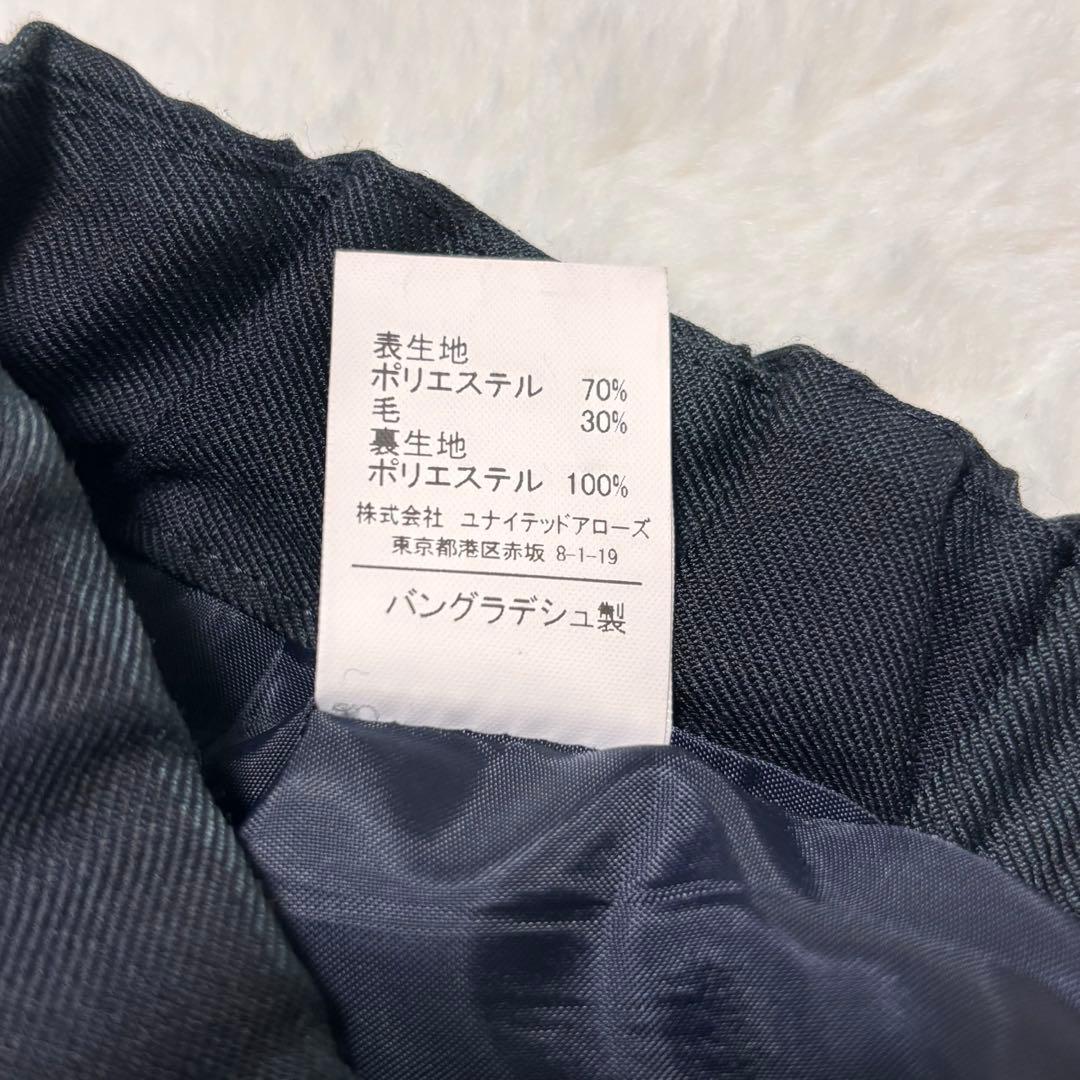 表生地
ポリエステル 70%
毛 30%
裏生地
ポリエステル 100%
株式会社 ユナイテッドアローズ
東京都港区赤坂 8-1-19
バングラデシュ製